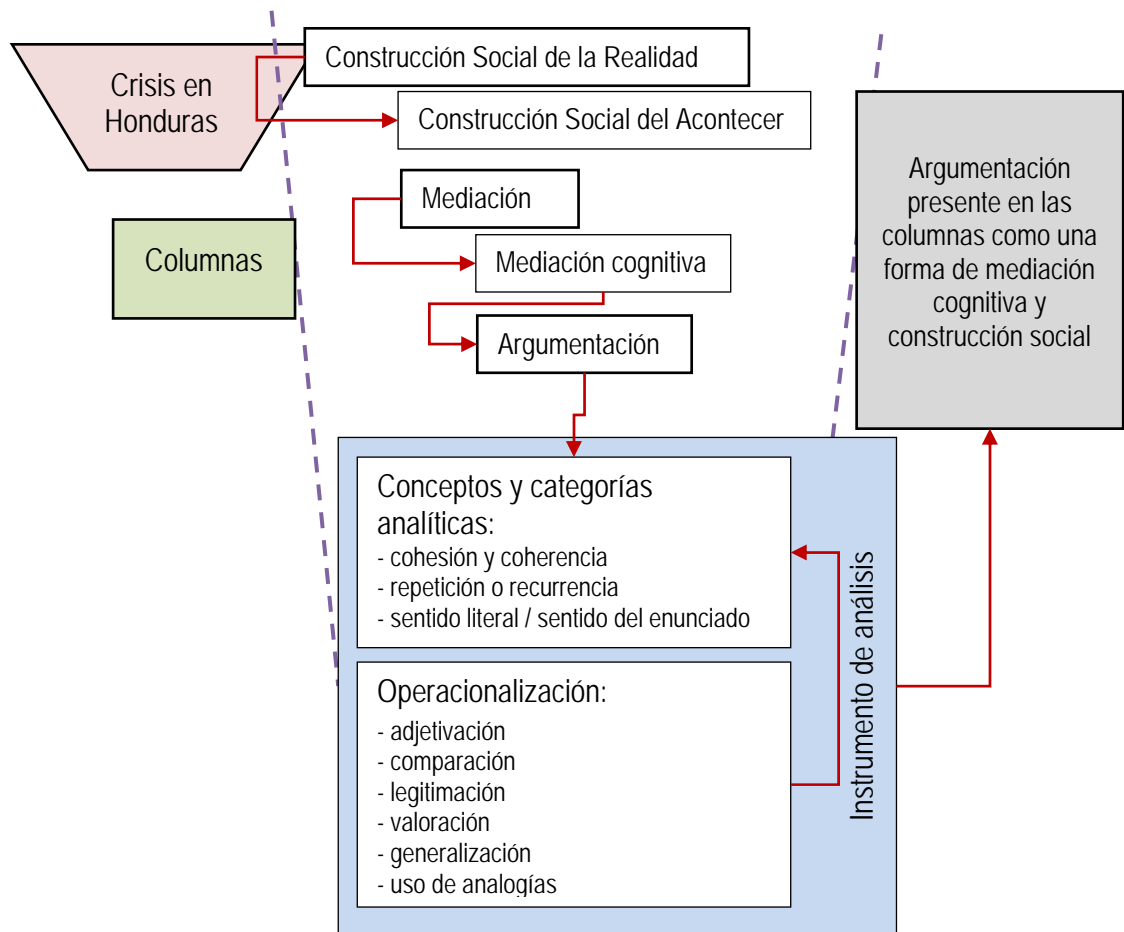 Crisis en
Honduras
Construcción Social de la Realidad
Construcción Social del Acontecer
Columnas
Mediación
Mediación cognitiva
Argumentación
Conceptos y categorías
analíticas:
- cohesión y coherencia
- repetición o recurrencia
- sentido literal / sentido del enunciado
Operacionalización:
- adjetivación
- comparación
- legitimación
- valoración
- generalización
- uso de analogías
Instrumento de análisis
Argumentación
presente en las
columnas como una
forma de mediación
cognitiva y
construcción social